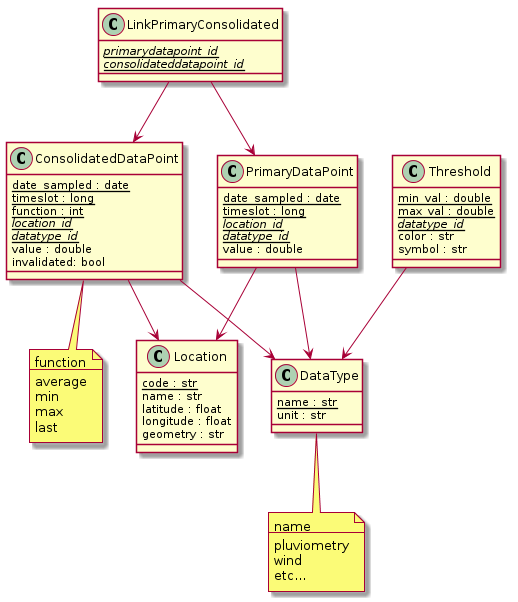 C LinkPrimaryConsolidated
primarydatapoint_id
consolidateddatapoint_id
C ConsolidatedDataPoint
date_sampled : date
timeslot : long
function : int
location_id
datatype_id
value : double
invalidated: bool
C PrimaryDataPoint
date_sampled : date
timeslot : long
location_id
datatype_id
value : double
C Threshold
min_val : double
max_val : double
datatype_id
color : str
symbol : str
function
average
min
max
last
C Location
code : str
name : str
latitude : float
longitude : float
geometry : str
C DataType
name : str
unit : str
name
pluviometry
wind
etc...